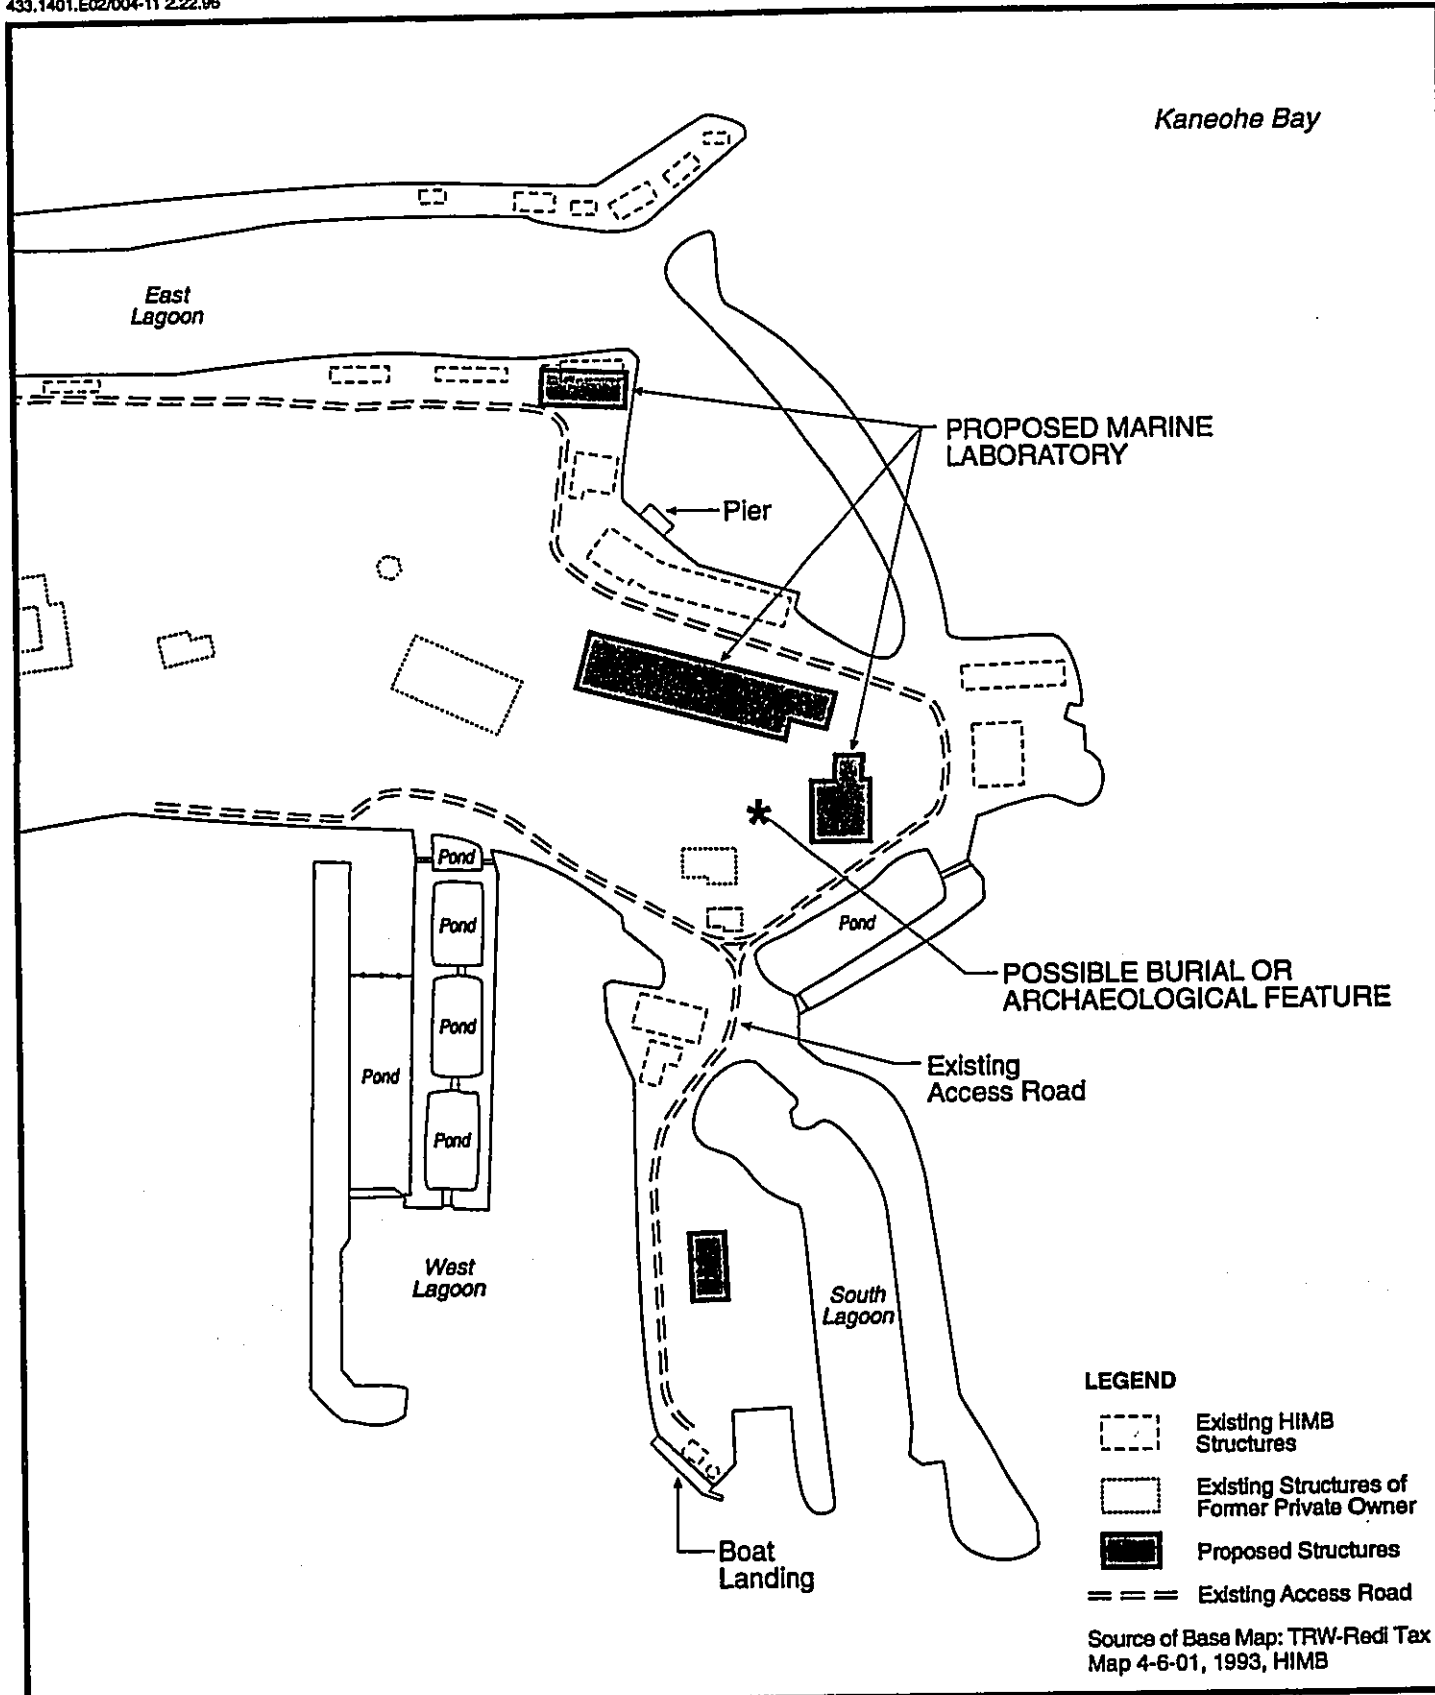 433.1401.E02/004-11 2.22.96
Kaneohe Bay
East
Lagoon
PROPOSED MARINE
LABORATORY
Pier
Pond
Pond
Pond
POSSIBLE BURIAL OR
ARCHAEOLOGICAL FEATURE
Pond
Existing
Access Road
Pond
Pond
West
Lagoon
South
Lagoon
LEGEND
Existing HIMB
Structures
Existing Structures of
Former Private Owner
Boat
Landing
Proposed Structures
Existing Access Road
Source of Base Map: TRW-Redi Tax
Map 4-6-01, 1993, HIMB